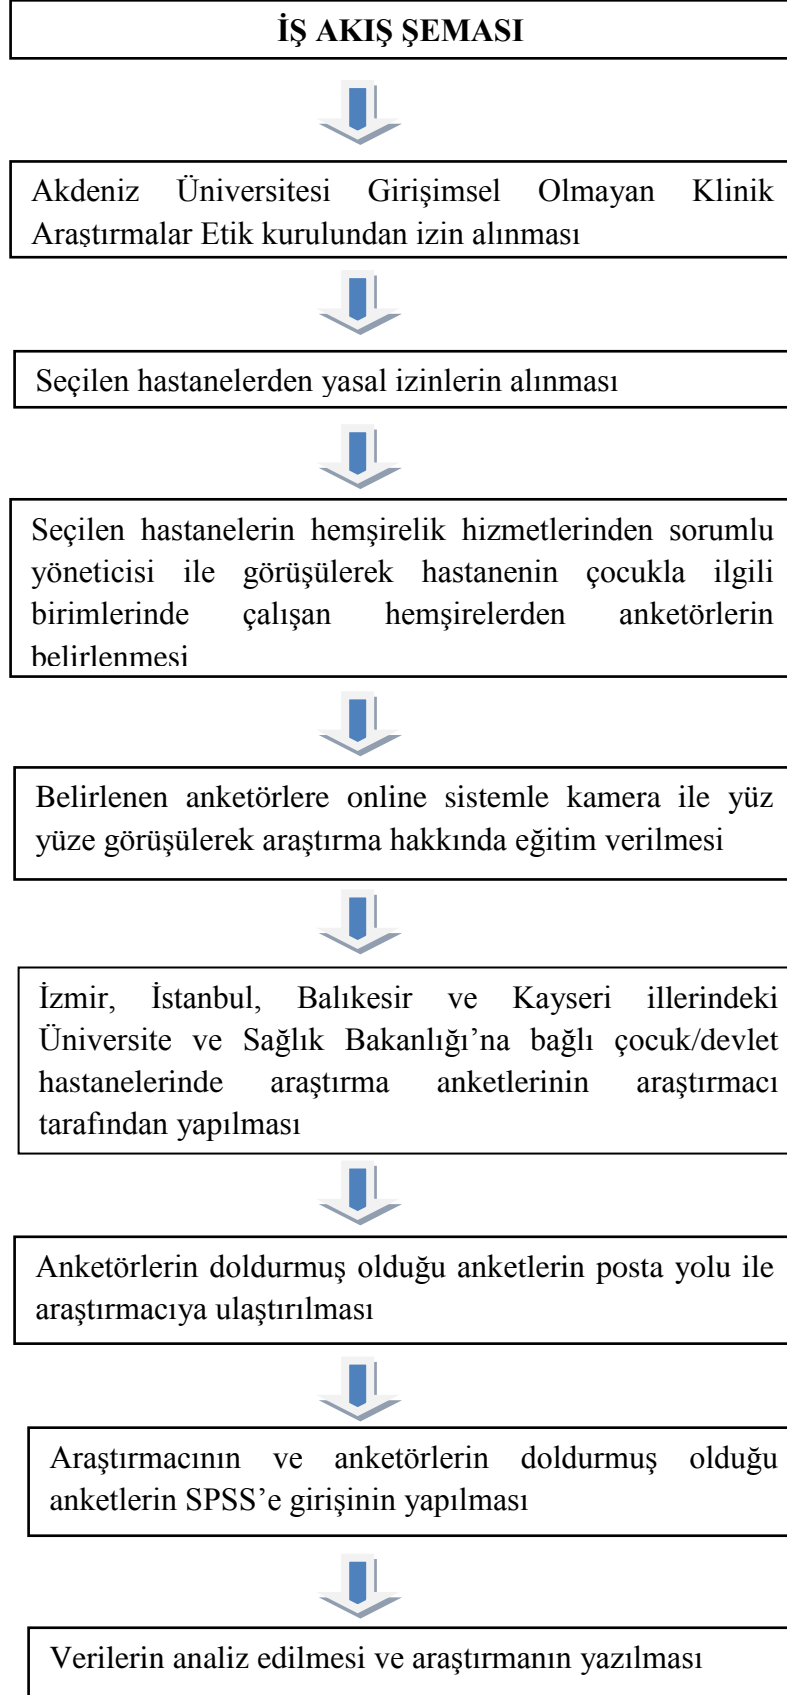 İŞ AKIŞ ŞEMASI
Akdeniz Üniversitesi Girişimsel Olmayan Klinik
Araştırmalar Etik kurulundan izin alınması
Seçilen hastanelerden yasal izinlerin alınması
Seçilen hastanelerin hemşirelik hizmetlerinden sorumlu
yöneticisi ile görüşülerek hastanenin çocukla ilgili
birimlerinde çalışan hemşirelerden anketörlerin
belirlenmesi
Belirlenen anketörlere online sistemle kamera ile yüz
yüze görüşülerek araştırma hakkında eğitim verilmesi
İzmir, İstanbul, Balıkesir ve Kayseri illerindeki
Üniversite ve Sağlık Bakanlığı’na bağlı çocuk/devlet
hastanelerinde araştırma anketlerinin araştırmacı
tarafından yapılması
Anketörlerin doldurmuş olduğu anketlerin posta yolu ile
araştırmacıya ulaştırılması
Araştırmacının ve anketörlerin doldurmuş olduğu
anketlerin SPSS’e girişinin yapılması
Verilerin analiz edilmesi ve araştırmanın yazılması